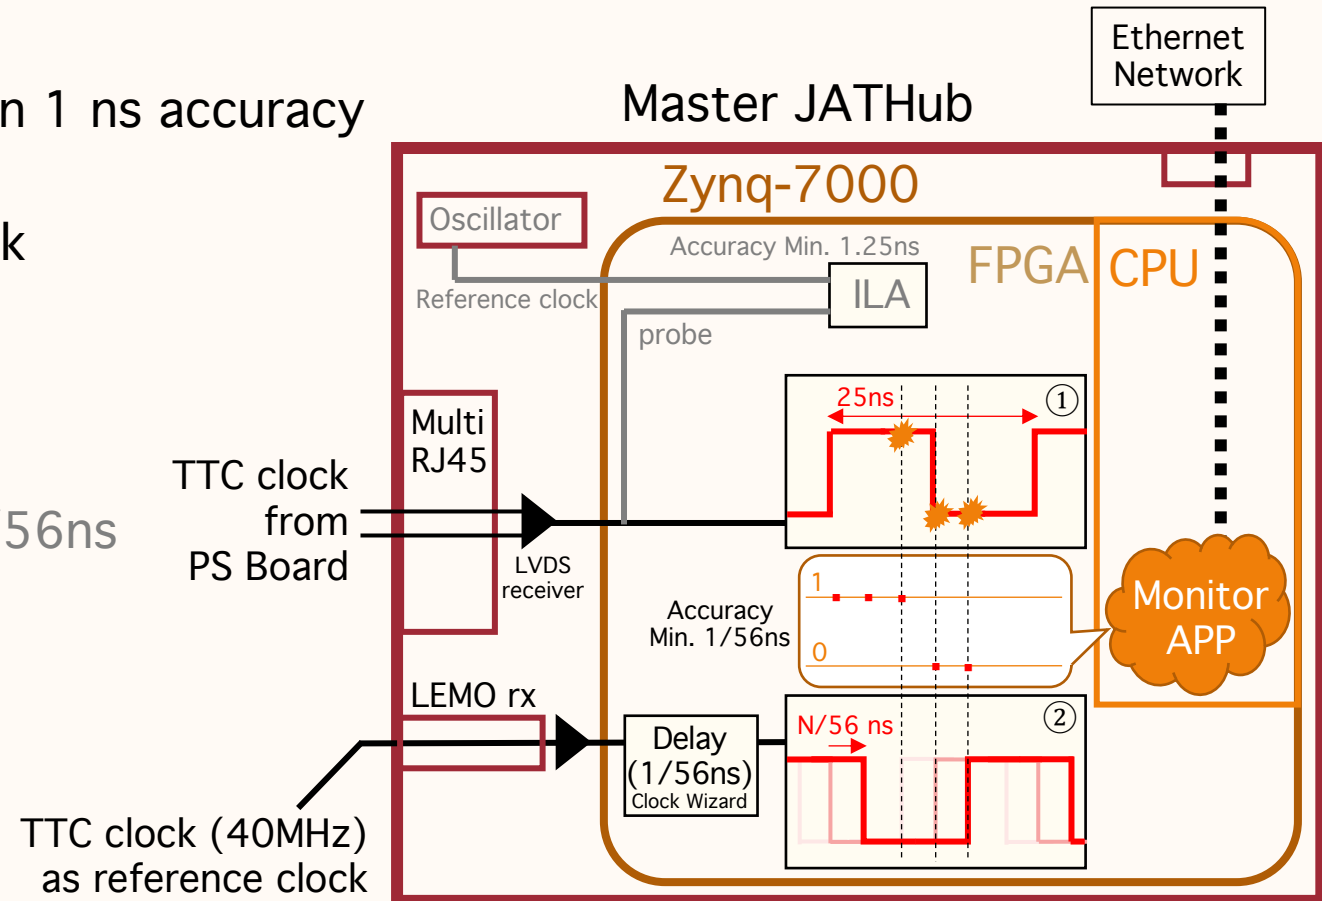 Ethernet
Network
n 1 ns accuracy
Master JATHub
k
Zynq-7000
Oscillator
Accuracy Min. 1.25ns
FPGA
CPU
Reference clock
ILA
probe
25ns
①
Multi
RJ45
TTC clock
from
PS Board
56ns
LVDS
receiver
1
0
Accuracy
Min. 1/56ns
Monitor
APP
LEMO rx
N/56 ns
②
Delay
(1/56ns)
Clock Wizard
TTC clock (40MHz)
as reference clock